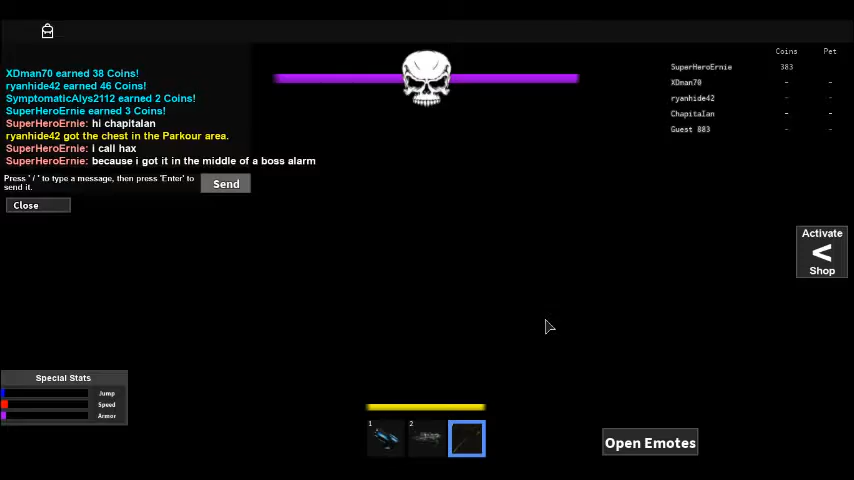 Coins Pet
SuperHeroErnie 383
XDman70 - -
ryanhide42 - -
Chapitalan - -
Guest 883 - -
XDman70 earned 38 Coins!
ryanhide42 earned 46 Coins!
SymptomaticAlys2112 earned 2 Coins!
SuperHeroErnie earned 3 Coins!
SuperHeroErnie: hi chapitalan
ryanhide42 got the chest in the Parkour area.
SuperHeroErnie: i call hax
SuperHeroErnie: because i got it in the middle of a boss alarm
Press ' / ' to type a message, then press 'Enter' to
send it.
Send
Close
Activate
<
Shop
Special Stats
Jump
Speed
Armor
1 2
Open Emotes